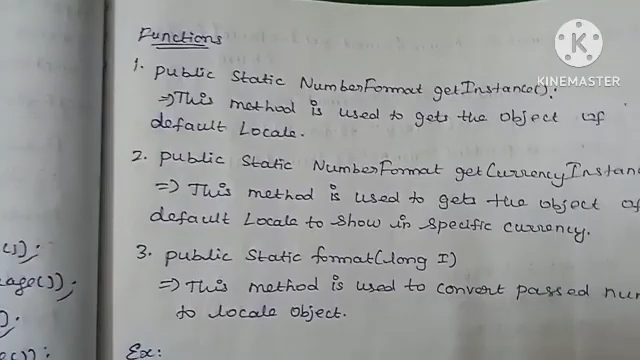 Functions
1. public Static NumberFormat getInstance();
⇒This method is used to gets the object of
default Locale.
2. public Static NumberFormat getCurrencyInstan
⇒ This method is used to gets the object of
default Locale to show in specific currency.
3. public Static format(long I)
⇒ This method is used to convert passed num
to locale object.
Ex:
KINEMASTER